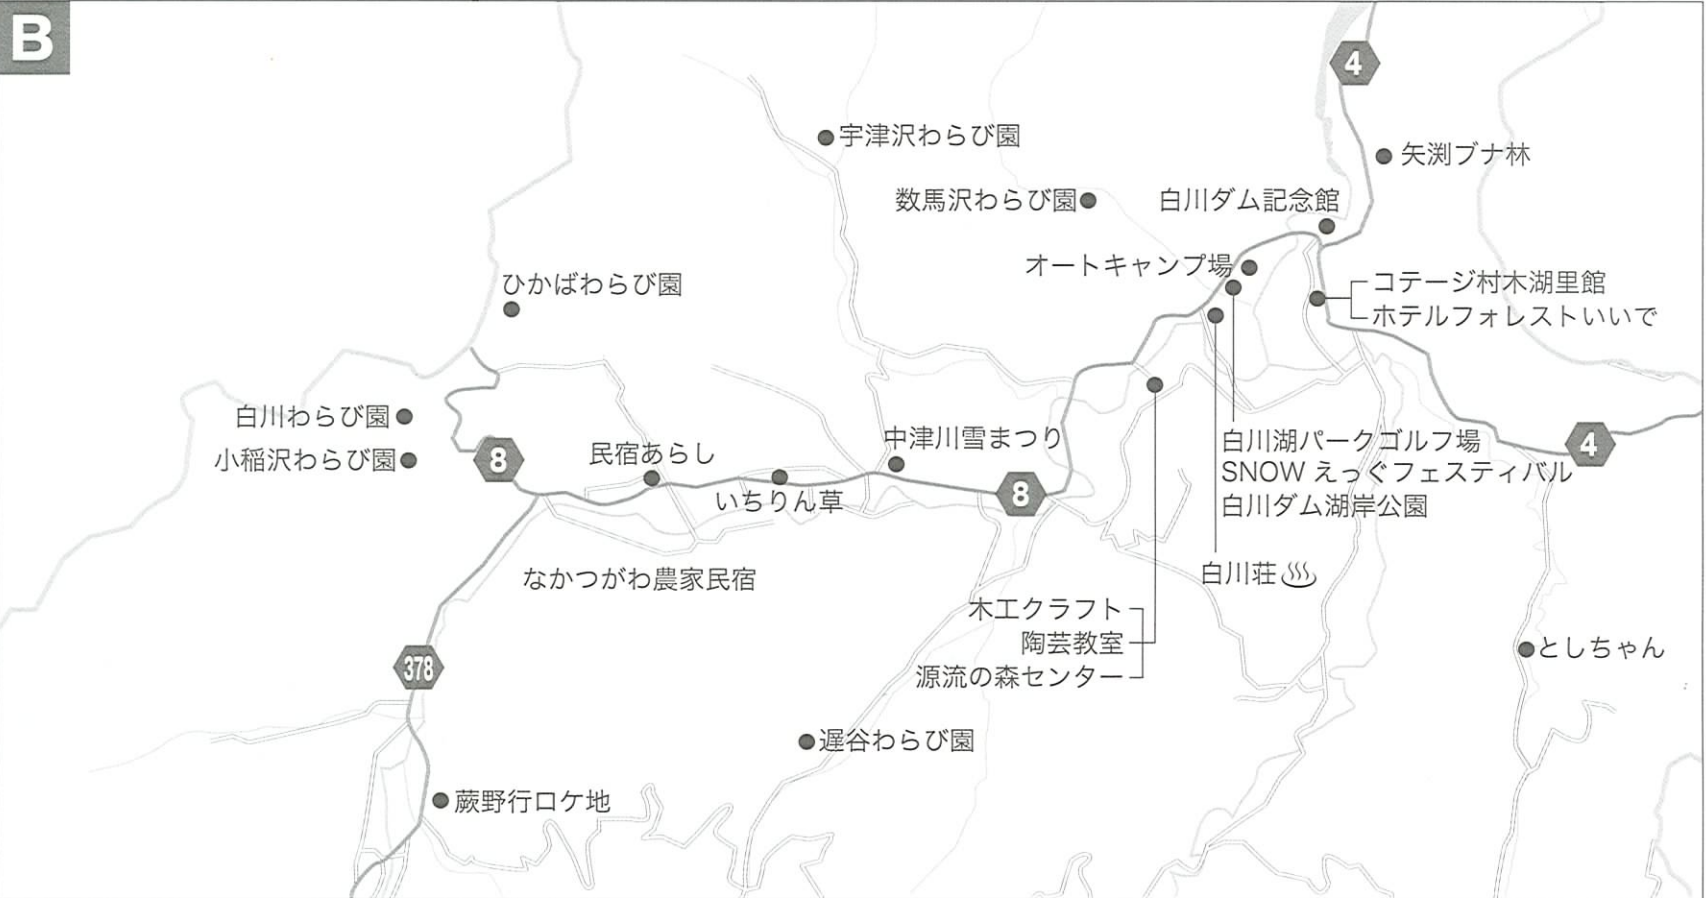 B
4
宇津沢わらび園
矢渕ブナ林
数馬沢わらび園
白川ダム記念館
オートキャンプ場
ひかばわらび園
コテージ村木湖里館
ホテルフォレストいいで
白川わらび園
小稲沢わらび園
8
民宿あらし
いちりん草
中津川雪まつり
8
白川湖パークゴルフ場
SNOW えっぐフェスティバル
白川ダム湖岸公園
4
白川荘
なかつがわ農家民宿
木工クラフト
陶芸教室
源流の森センター
378
としちゃん
遅谷わらび園
蕨野行ロケ地